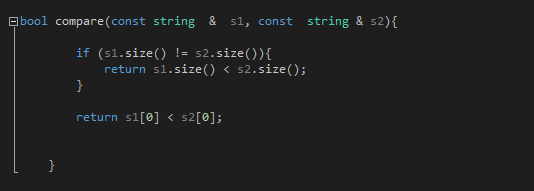 bool compare(const string  &  s1, const  string & s2){
if (s1.size() != s2.size()){
return s1.size() < s2.size();
}
return s1[0] < s2[0];
}